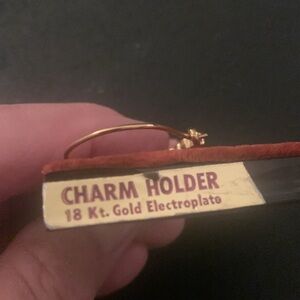 CHARM HOLDER
18 Kt. Gold Electroplate